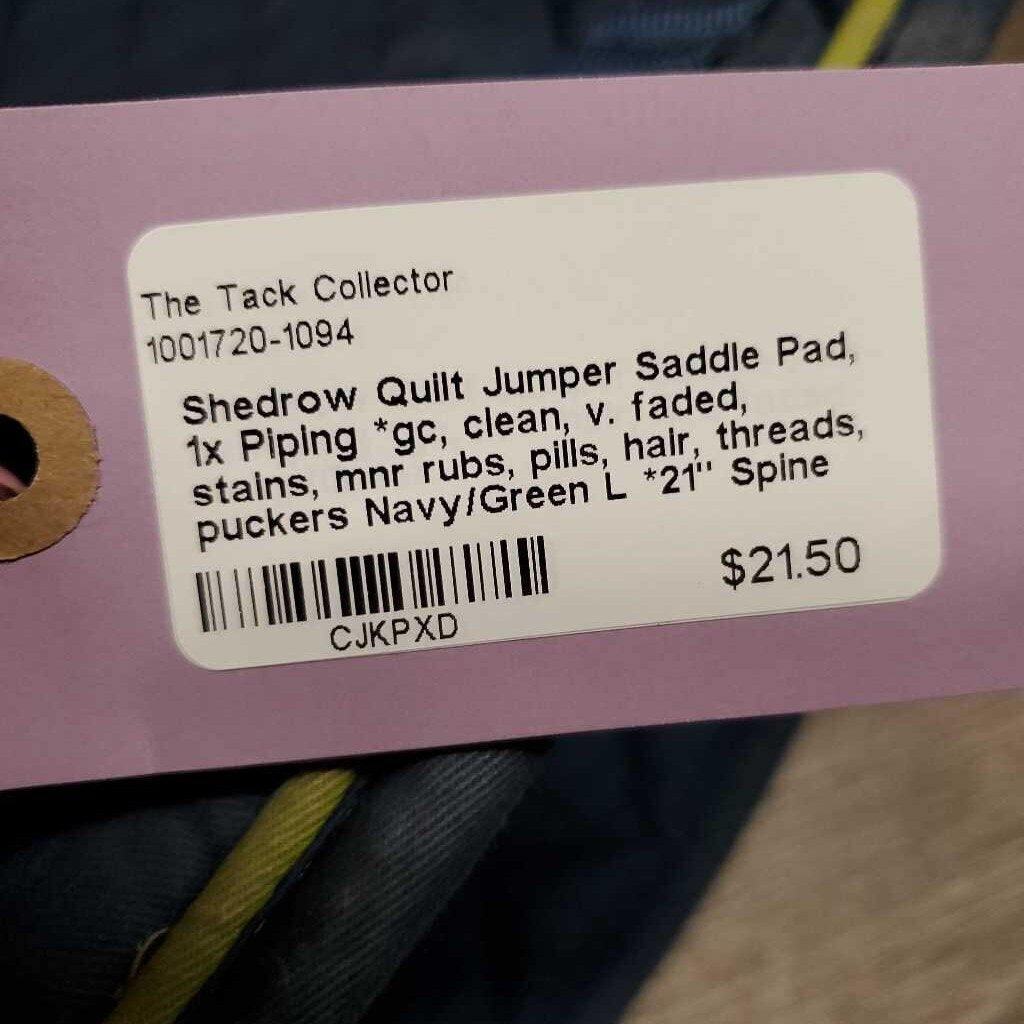 The Tack Collector
1001720-1094
Shedrow Quilt Jumper Saddle Pad,
1x Piping *gc, clean, v. faded,
stains, mnr rubs, pills, hair, threads,
puckers Navy/Green L *21" Spine
$21.50
CJKPXD